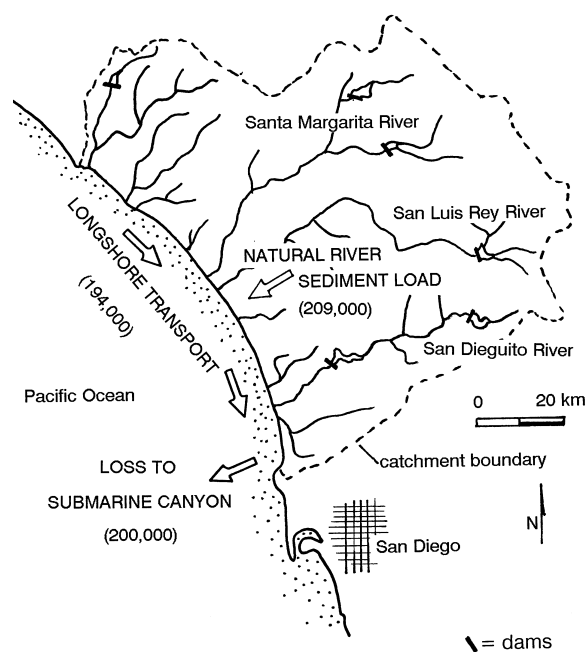 Santa Margarita River
San Luis Rey River
NATURAL RIVER
SEDIMENT LOAD
(209,000)
LONGSHORE TRANSPORT
(194,000)
San Dieguito River
Pacific Ocean
0 20 km
catchment boundary
LOSS TO
SUBMARINE CANYON
(200,000)
N
San Diego
= dams